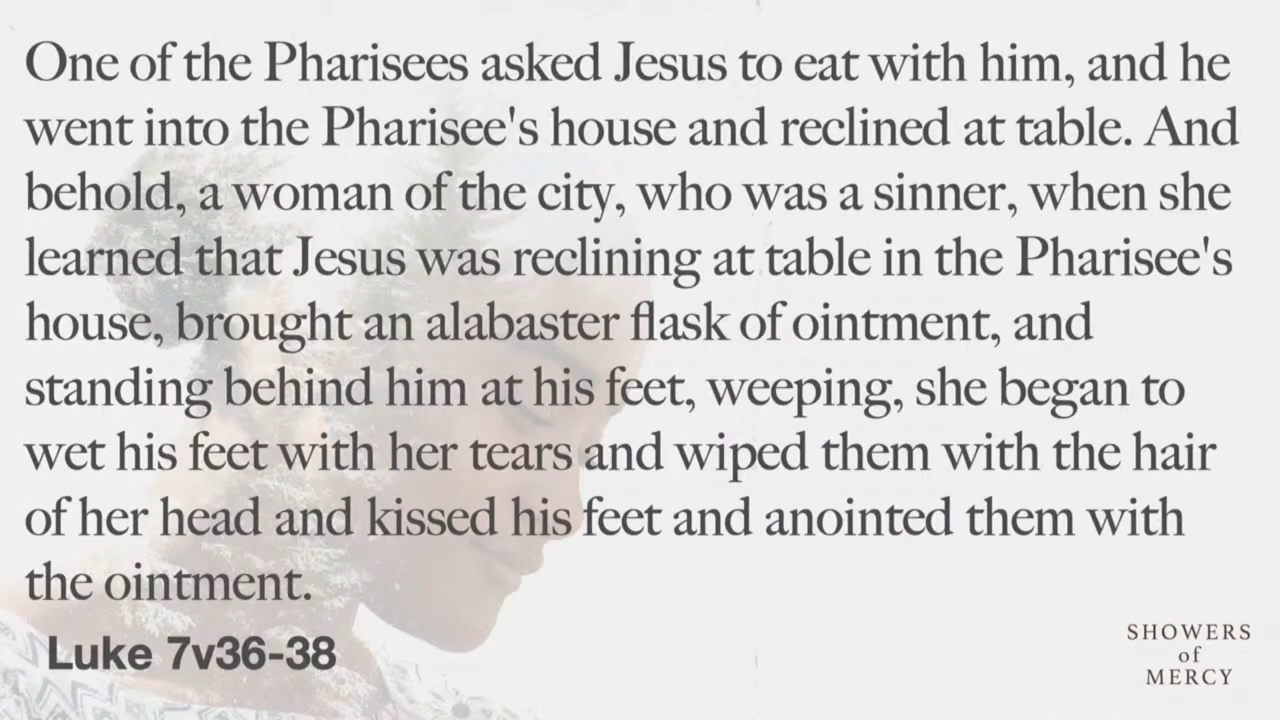 One of the Pharisees asked Jesus to eat with him, and he
went into the Pharisee's house and reclined at table. And
behold, a woman of the city, who was a sinner, when she
learned that Jesus was reclining at table in the Pharisee's
house, brought an alabaster flask of ointment, and
standing behind him at his feet, weeping, she began to
wet his feet with her tears and wiped them with the hair
of her head and kissed his feet and anointed them with
the ointment.
Luke 7v36-38
SHOWERS
of
MERCY